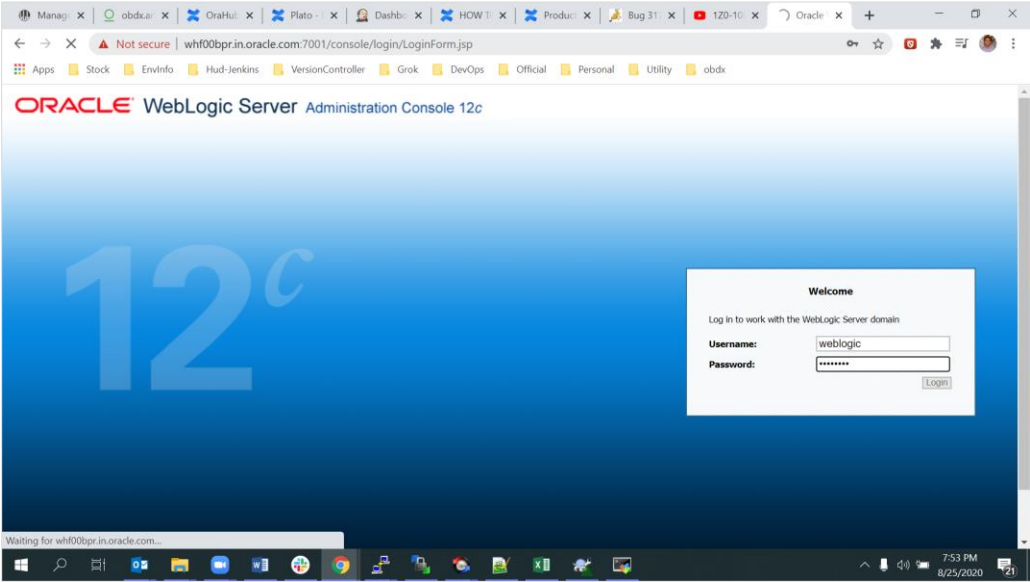 Manag
obdx.ar
OraHub
Plato -
Dashbo
HOW T
Produc
Bug 31
1Z0-10
Oracle
Not secure | whf00bpr.in.oracle.com:7001/console/login/LoginForm.jsp
Apps Stock EnvInfo Hud-Jenkins VersionController Grok DevOps Official Personal Utility obdx
ORACLE WebLogic Server Administration Console 12c
12c
Welcome
Log in to work with the WebLogic Server domain
Username: weblogic
Password: ••••••••
Login
Waiting for whf00bpr.in.oracle.com...
7:53 PM
8/25/2020
21